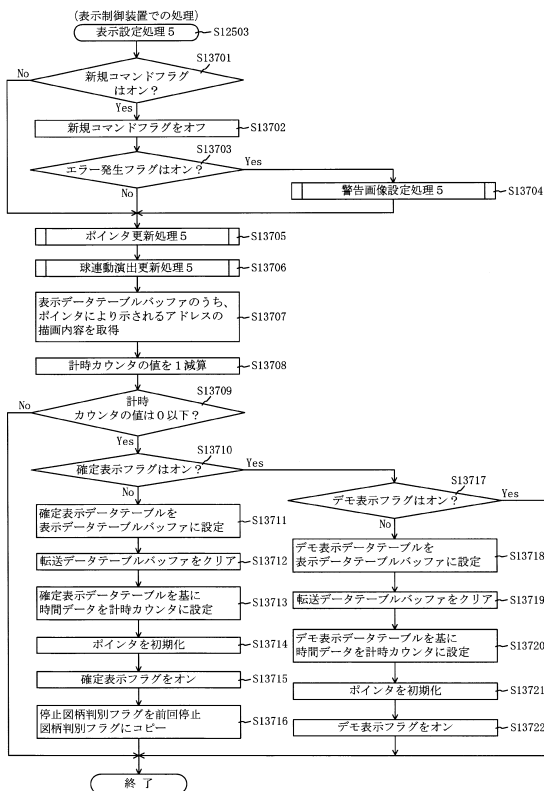 (表示制御装置での処理)
表示設定処理5
S12503
S13701
新規コマンドフラグ
はオン?
No
Yes
新規コマンドフラグをオフ
S13702
S13703
エラー発生フラグはオン?
Yes
No
警告画像設定処理5
S13704
ポインタ更新処理5
S13705
球連動演出更新処理5
S13706
表示データテーブルバッファのうち、
ポインタにより示されるアドレスの
描画内容を取得
S13707
計時カウンタの値を1減算
S13708
S13709
計時
カウンタの値は0以下?
No
Yes
S13710
確定表示フラグはオン?
Yes
No
S13717
デモ表示フラグはオン?
Yes
No
確定表示データテーブルを
表示データテーブルバッファに設定
S13711
転送データテーブルバッファをクリア
S13712
確定表示データテーブルを基に
時間データを計時カウンタに設定
S13713
ポインタを初期化
S13714
確定表示フラグをオン
S13715
停止図柄判別フラグを前回停止
図柄判別フラグにコピー
S13716
デモ表示データテーブルを
表示データテーブルバッファに設定
S13718
転送データテーブルバッファをクリア
S13719
デモ表示データテーブルを基に
時間データを計時カウンタに設定
S13720
ポインタを初期化
S13721
デモ表示フラグをオン
S13722
終了